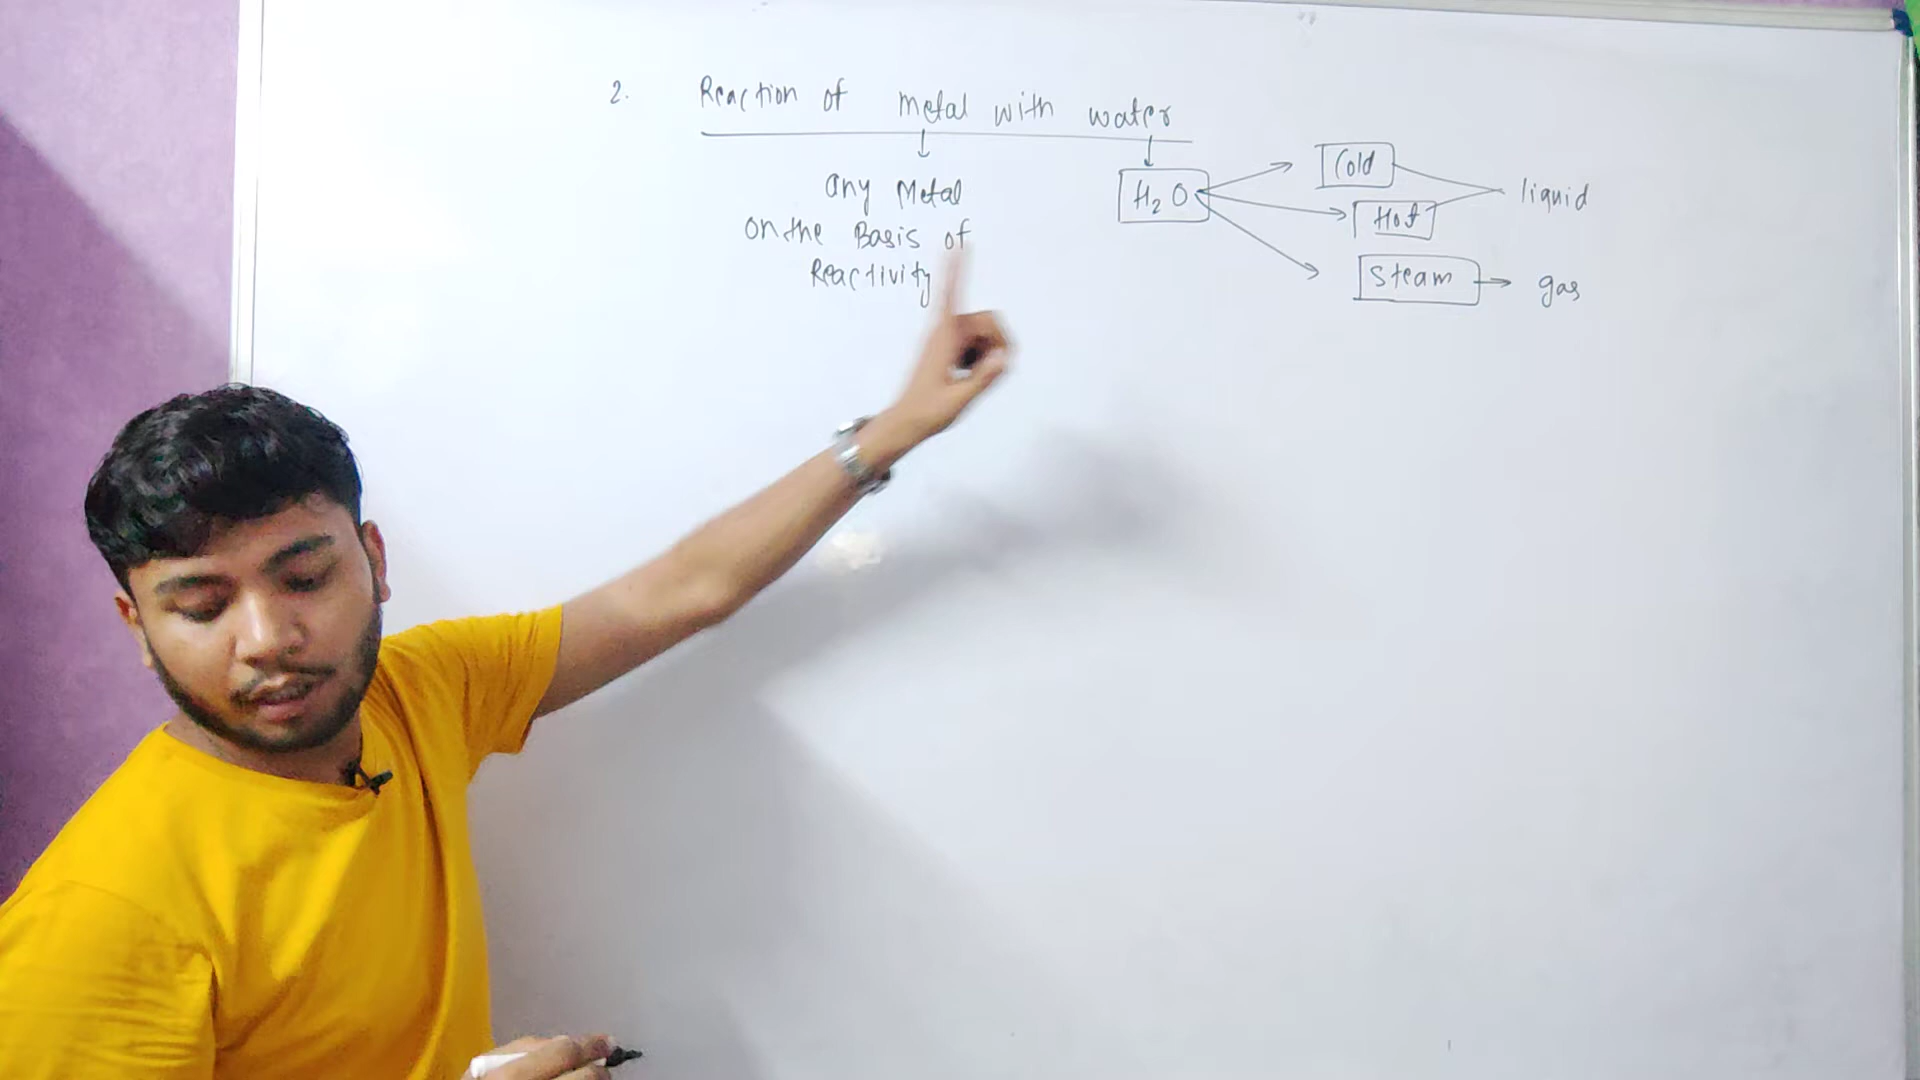 2. Reaction of metal with water
any Metal
on the Basis of
Reactivity
H₂O
Cold
Hot
liquid
Steam
gas